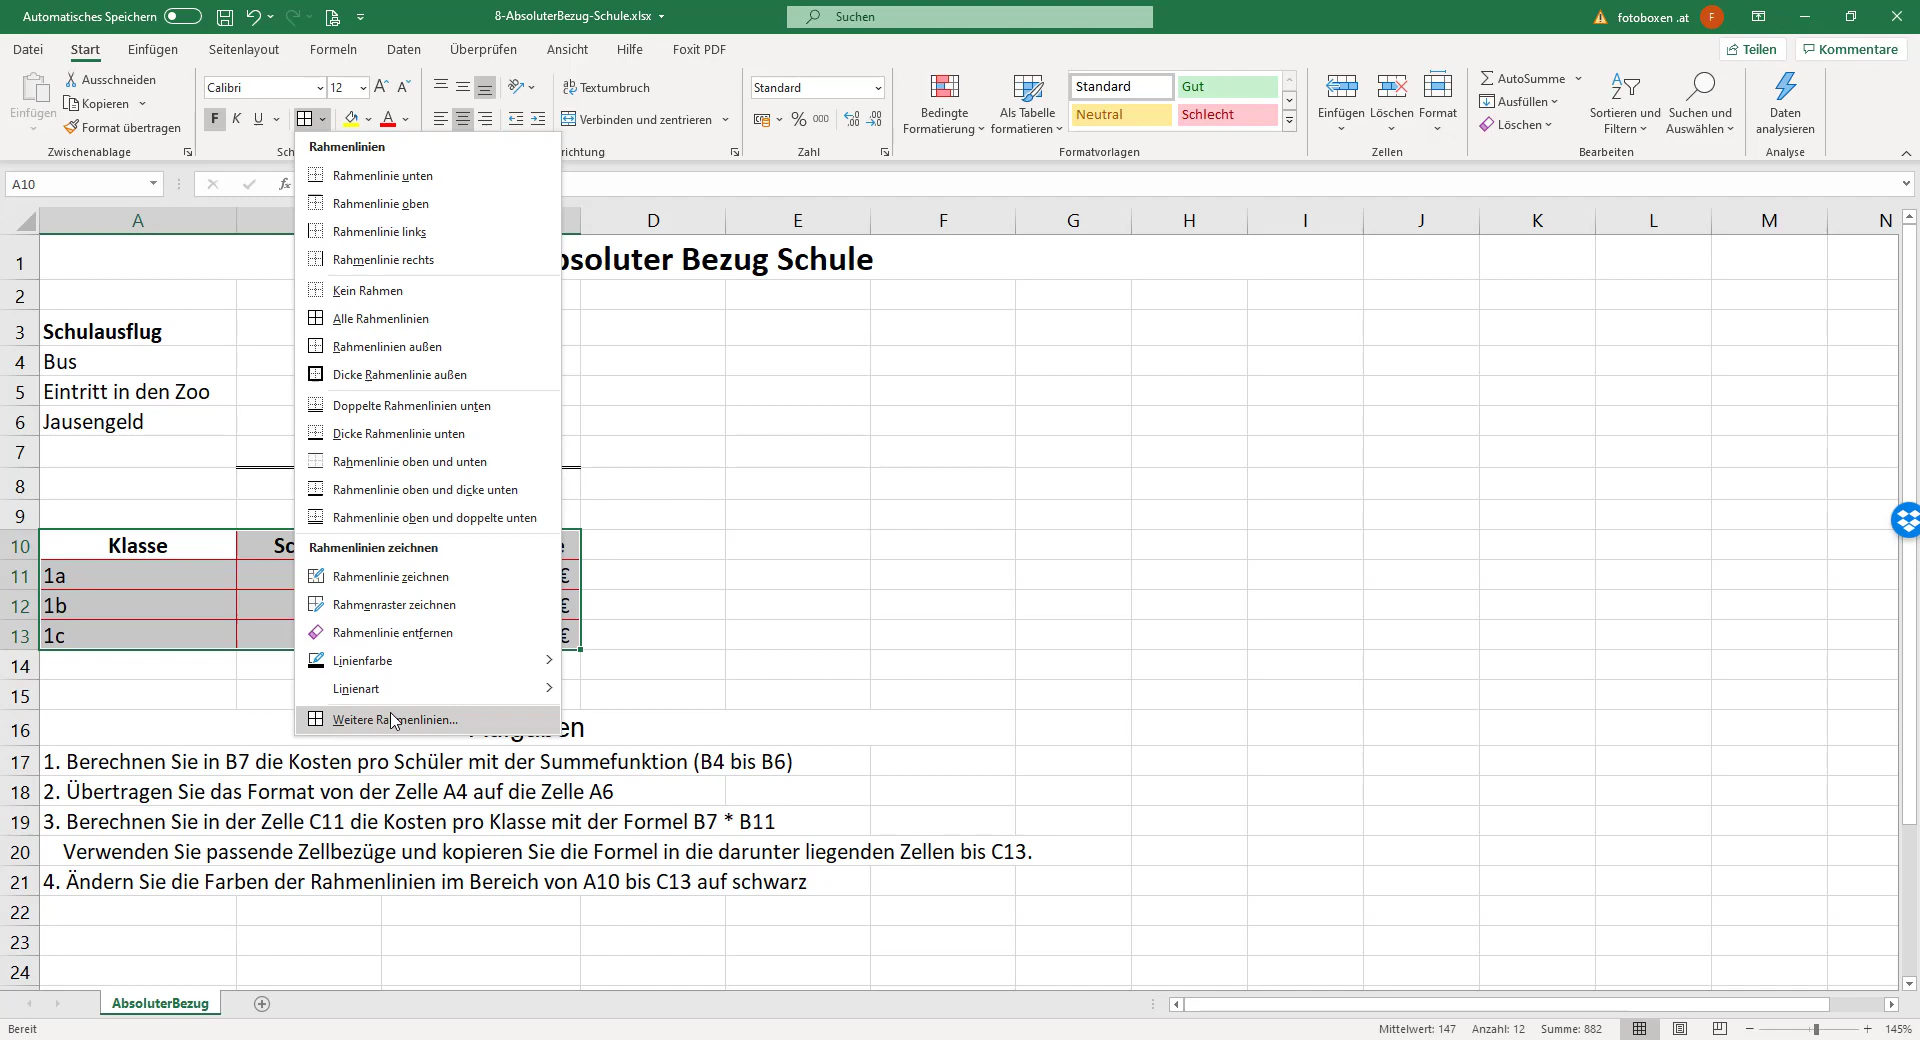 Automatisches Speichern
8-AbsoluterBezug-Schule.xlsx
Suchen
fotoboxen .at
F
Datei Start Einfügen Seitenlayout Formeln Daten Überprüfen Ansicht Hilfe Foxit PDF
Teilen Kommentare
Einfügen
Ausschneiden
Kopieren
Format übertragen
Zwischenablage
Calibri 12
F K U
Textumbruch
Verbinden und zentrieren
Standard
% 000
Zahl
Bedingte
Formatierung
Als Tabelle
formatieren
Standard Gut
Neutral Schlecht
Formatvorlagen
Einfügen Löschen Format
Zellen
AutoSumme
Ausfüllen
Löschen
Sortieren und
Filtern
Suchen und
Auswählen
Bearbeiten
Daten
analysieren
Analyse
A10
fx
Rahmenlinien
Rahmenlinie unten
Rahmenlinie oben
Rahmenlinie links
Rahmenlinie rechts
Kein Rahmen
Alle Rahmenlinien
Rahmenlinien außen
Dicke Rahmenlinie außen
Doppelte Rahmenlinien unten
Dicke Rahmenlinie unten
Rahmenlinie oben und unten
Rahmenlinie oben und dicke unten
Rahmenlinie oben und doppelte unten
Rahmenlinien zeichnen
Rahmenlinie zeichnen
Rahmenraster zeichnen
Rahmenlinie entfernen
Linienfarbe
Linienart
Weitere Rahmenlinien...
A D E F G H I J K L M N
1 Bezug Schule
2
3 Schulausflug
4 Bus
5 Eintritt in den Zoo
6 Jausengeld
7
8
9
10 Klasse
11 1a €
12 1b €
13 1c €
14
15
16
17 1. Berechnen Sie in B7 die Kosten pro Schüler mit der Summefunktion (B4 bis B6)
18 2. Übertragen Sie das Format von der Zelle A4 auf die Zelle A6
19 3. Berechnen Sie in der Zelle C11 die Kosten pro Klasse mit der Formel B7 * B11
20 Verwenden Sie passende Zellbezüge und kopieren Sie die Formel in die darunter liegenden Zellen bis C13.
21 4. Ändern Sie die Farben der Rahmenlinien im Bereich von A10 bis C13 auf schwarz
22
23
24
AbsoluterBezug
Bereit
Mittelwert: 147 Anzahl: 12 Summe: 882
145%